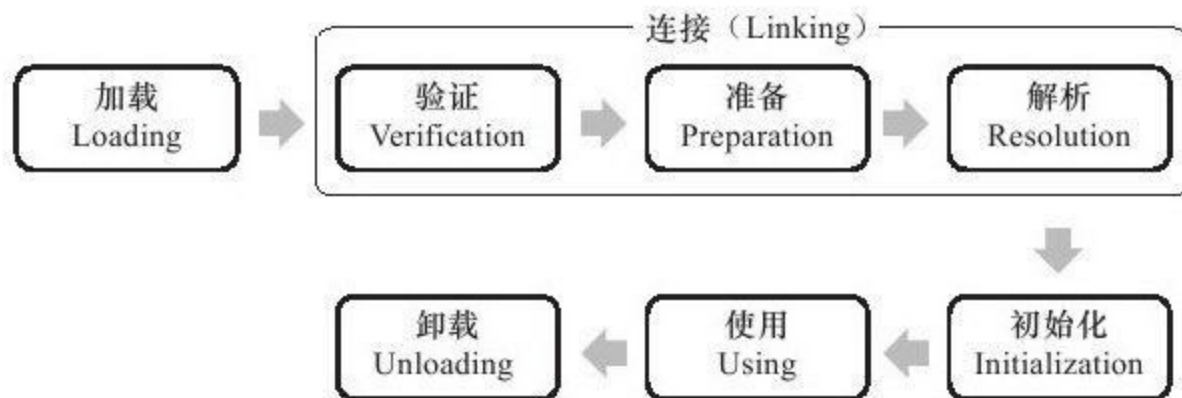 连接（Linking）
加载
Loading
验证
Verification
准备
Preparation
解析
Resolution
卸载
Unloading
使用
Using
初始化
Initialization